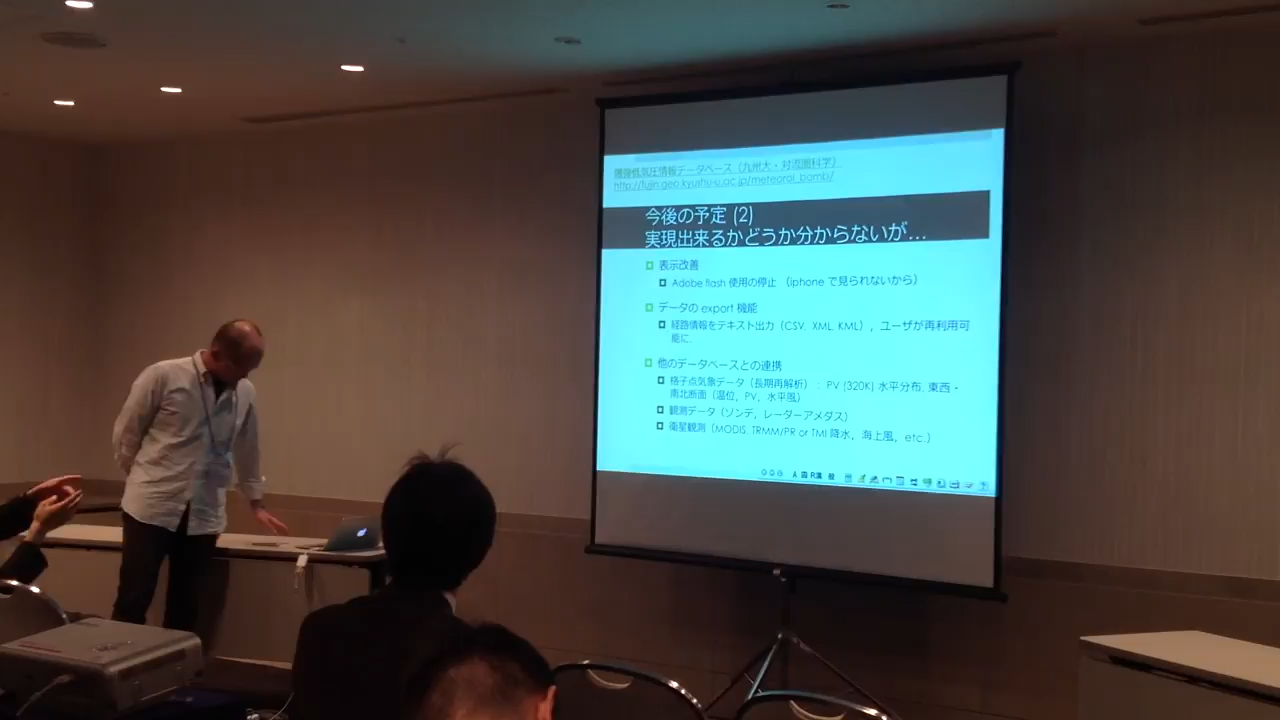 爆弾低気圧情報データベース（九州大・対流圏科学）
http://fujin.geo.kyushu-u.ac.jp/meteorol_bomb/
今後の予定 (2)
実現出来るかどうか分からないが…
表示改善
Adobe flash 使用の停止 （iphone で見られないから）
データの export 機能
経路情報をテキスト出力（CSV, XML, KML），ユーザが再利用可
能に.
他のデータベースとの連携
格子点気象データ（長期再解析）： PV (320K) 水平分布, 東西・
南北断面（温位，PV，水平風）
観測データ（ゾンデ，レーダーアメダス）
衛星観測（MODIS, TRMM/PR or TMI 降水，海上風，etc.）